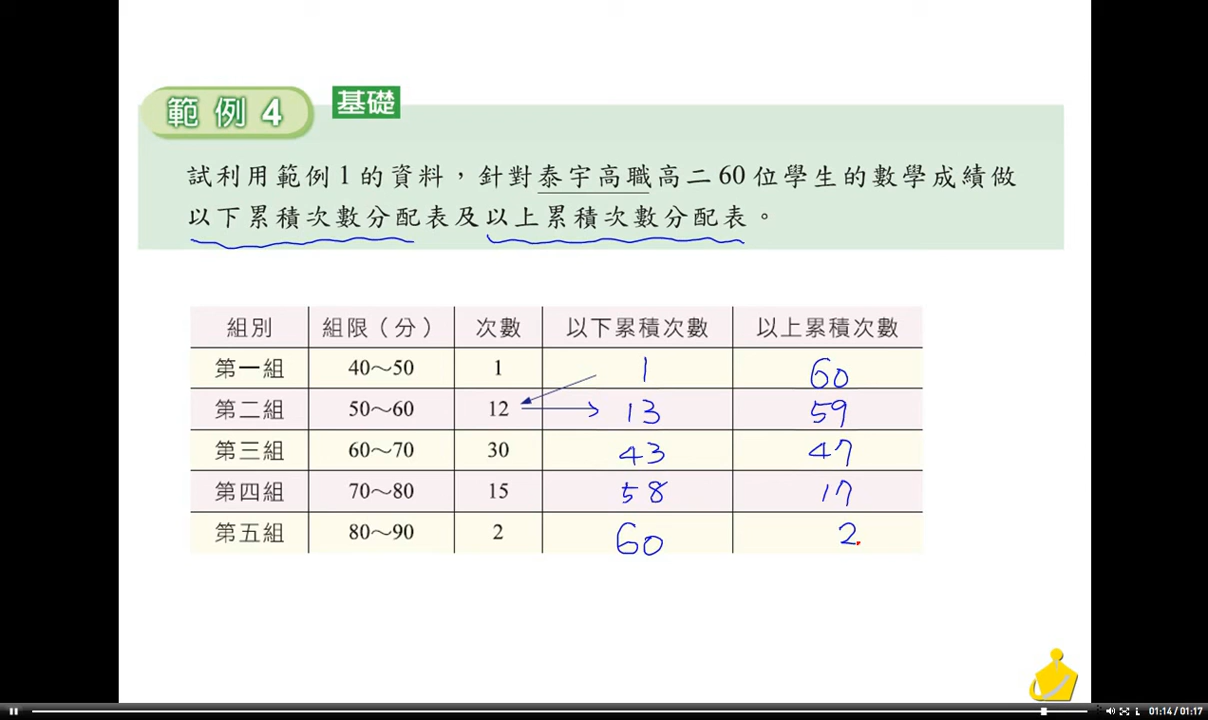 範例4 基礎
試利用範例1的資料，針對泰宇高職高二60位學生的數學成績做
以下累積次數分配表及以上累積次數分配表。
組別 組限（分） 次數 以下累積次數 以上累積次數
第一組 40～50 1 1 60
第二組 50～60 12 13 59
第三組 60～70 30 43 47
第四組 70～80 15 58 17
第五組 80～90 2 60 2
01:14 / 01:17